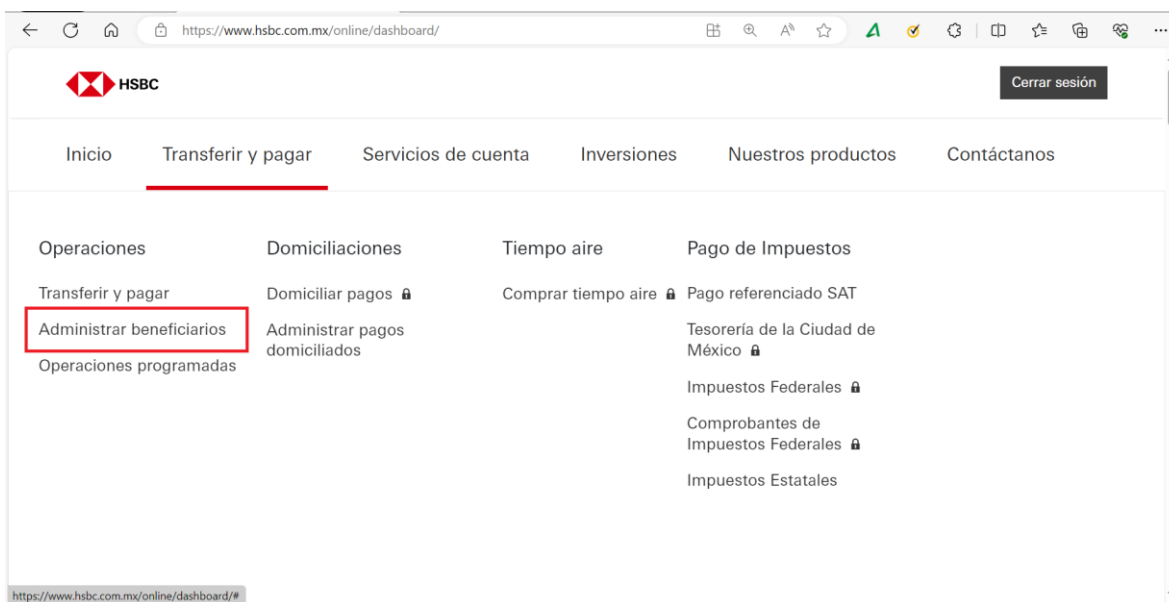 https://www.hsbc.com.mx/online/dashboard/
HSBC
Cerrar sesión
Inicio
Transferir y pagar
Servicios de cuenta
Inversiones
Nuestros productos
Contáctanos
Operaciones
Transferir y pagar
Administrar beneficiarios
Operaciones programadas
Domiciliaciones
Domiciliar pagos
Administrar pagos
domiciliados
Tiempo aire
Comprar tiempo aire
Pago de Impuestos
Pago referenciado SAT
Tesorería de la Ciudad de
México
Impuestos Federales
Comprobantes de
Impuestos Federales
Impuestos Estatales
https://www.hsbc.com.mx/online/dashboard/#